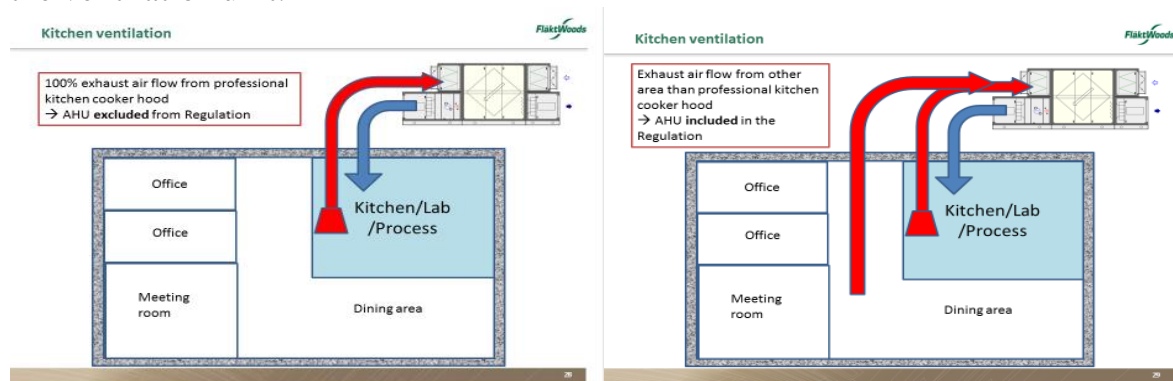 Kitchen ventilation
FläktWoods
100% exhaust air flow from professional
kitchen cooker hood
→ AHU excluded from Regulation
Office
Office
Meeting
room
Kitchen/Lab
/Process
Dining area
28
Kitchen ventilation
FläktWoods
Exhaust air flow from other
area than professional kitchen
cooker hood
→ AHU included in the
Regulation
Office
Office
Meeting
room
Kitchen/Lab
/Process
Dining area
29